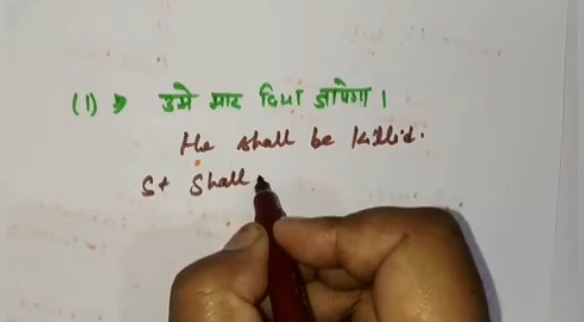 (1) → उसे मार दिया जायेगा।
He shall be killed.
S+ Shall